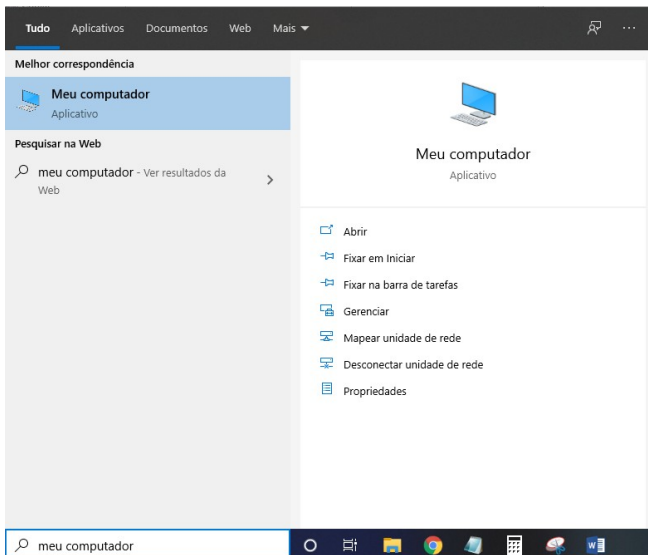 Tudo Aplicativos Documentos Web Mais
Melhor correspondência
Meu computador
Aplicativo
Pesquisar na Web
meu computador - Ver resultados da
Web
Meu computador
Aplicativo
Abrir
Fixar em Iniciar
Fixar na barra de tarefas
Gerenciar
Mapear unidade de rede
Desconectar unidade de rede
Propriedades
meu computador